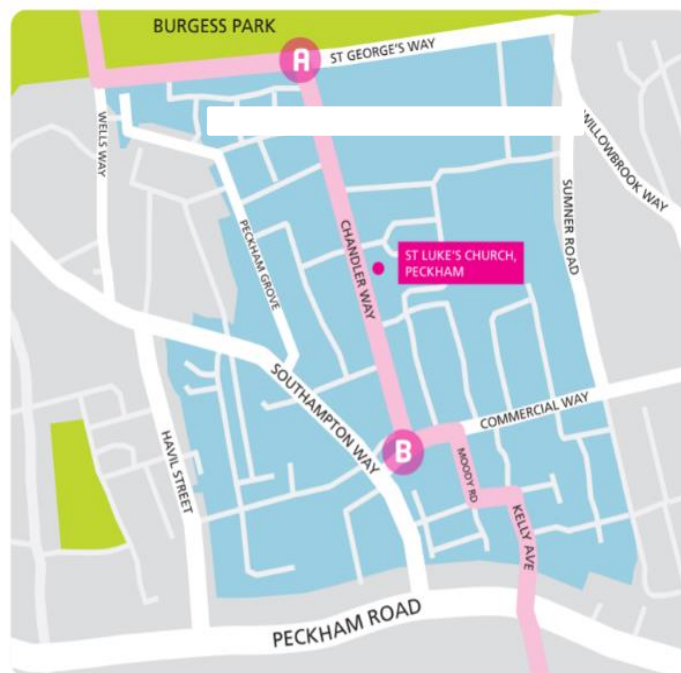 BURGESS PARK
A
ST GEORGE'S WAY
WELLS WAY
WILLOWBROOK WAY
SUMNER ROAD
PECKHAM GROVE
CHANDLER WAY
ST LUKE'S CHURCH,
PECKHAM
SOUTHAMPTON WAY
COMMERCIAL WAY
HAVIL STREET
B
MOODY RD
KELLY AVE
PECKHAM ROAD